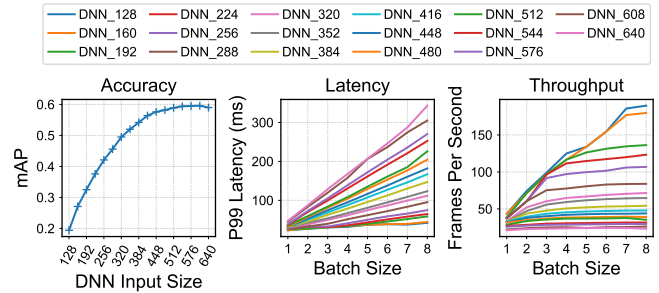 DNN_128 DNN_224 DNN_320 DNN_416 DNN_512 DNN_608
DNN_160 DNN_256 DNN_352 DNN_448 DNN_544 DNN_640
DNN_192 DNN_288 DNN_384 DNN_480 DNN_576
Accuracy Latency Throughput
0.6
0.5
0.4
0.3
0.2
mAP
128 192 256 320 384 448 512 576 640
DNN Input Size
300
200
100
P99 Latency (ms)
1 2 3 4 5 6 7 8
Batch Size
150
100
50
Frames Per Second
1 2 3 4 5 6 7 8
Batch Size